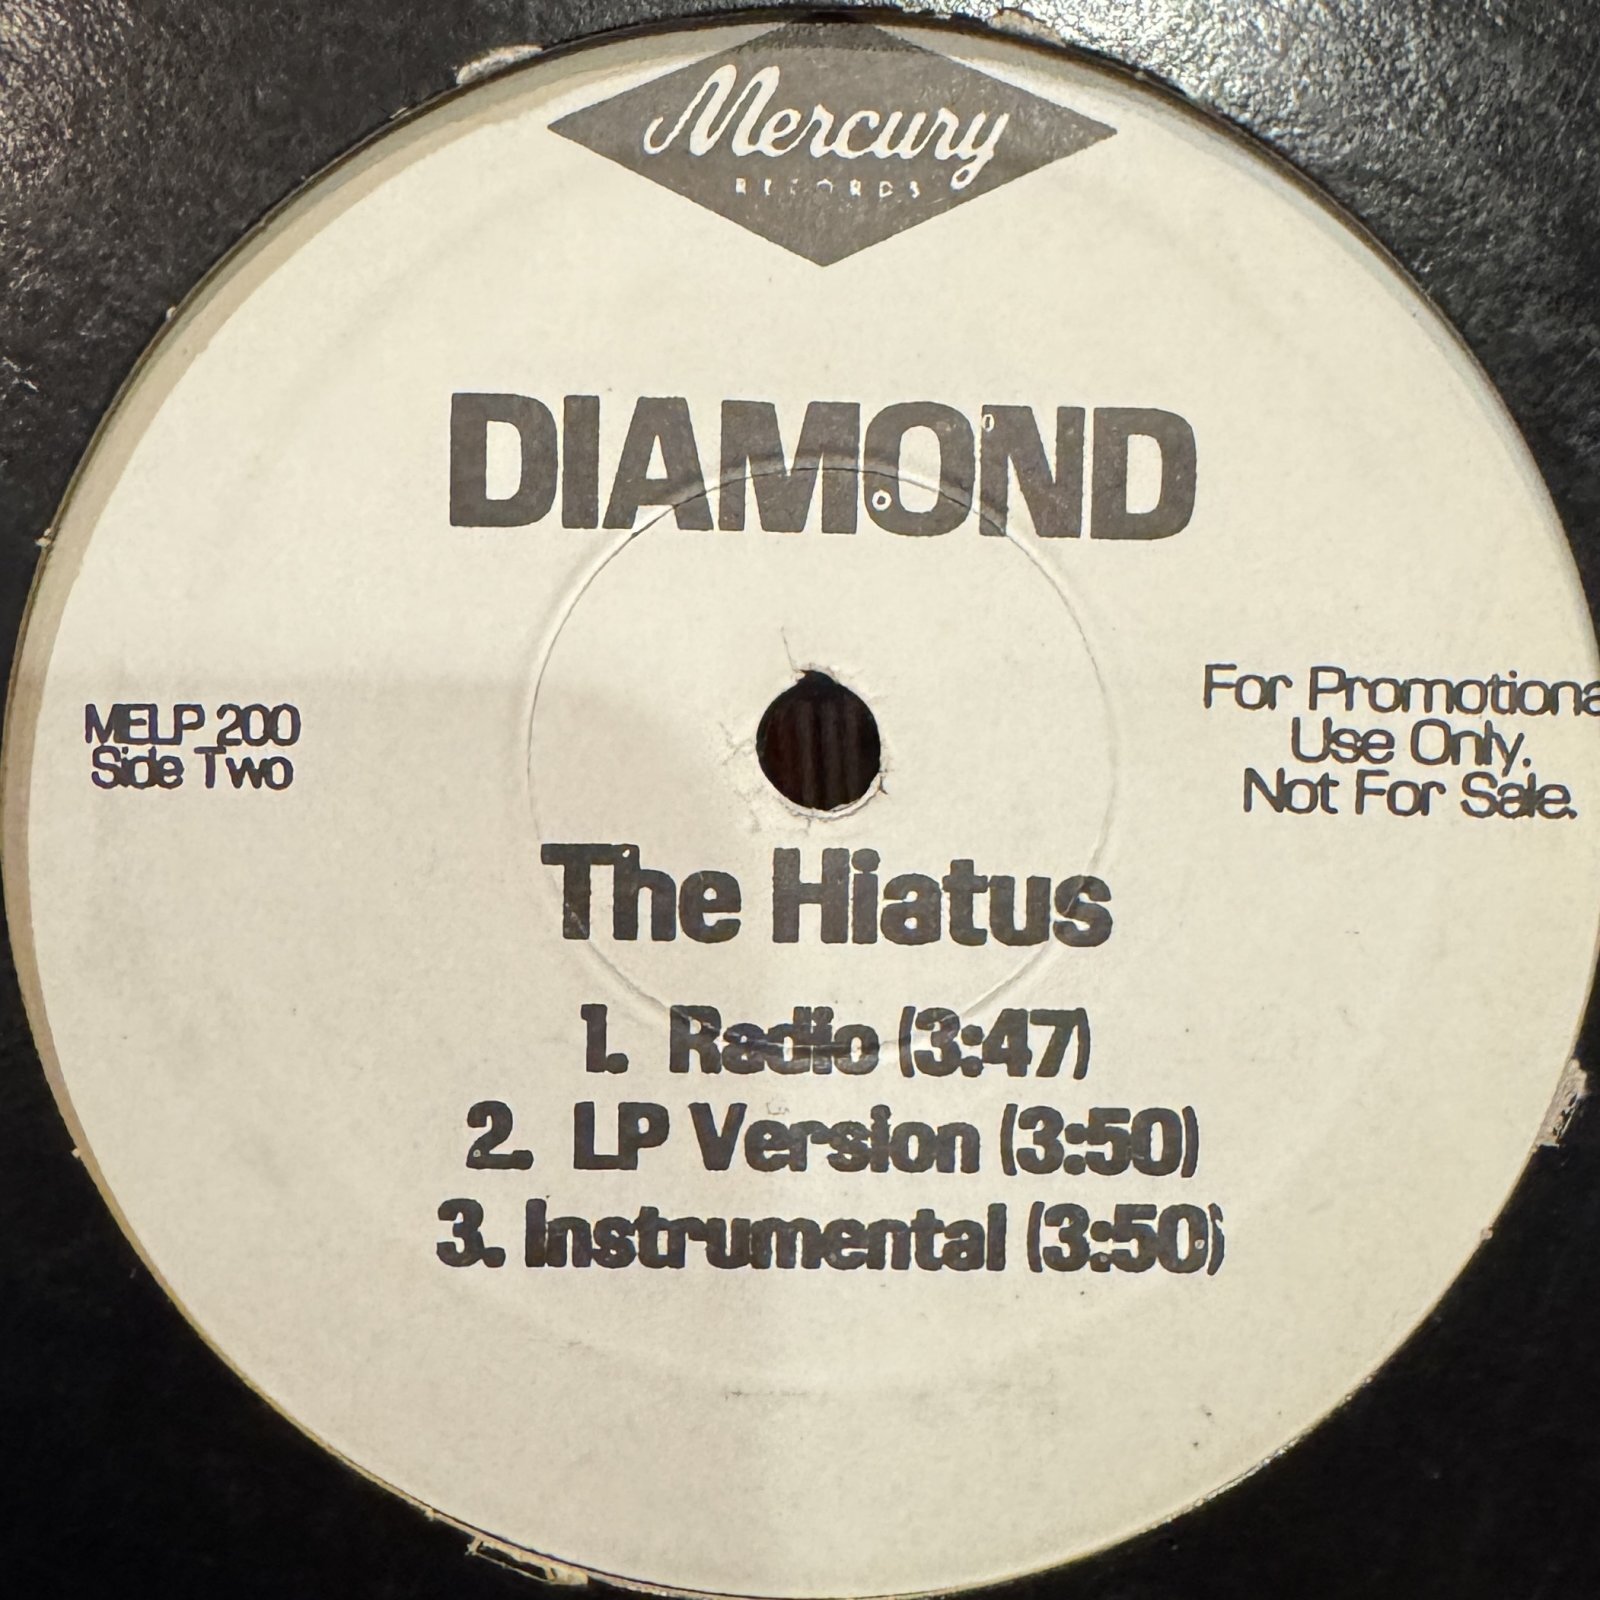 Mercury
RECORDS
DIAMOND
MELP 200
Side Two
For Promotiona
Use Only.
Not For Sale.
The Hiatus
1. Radio (3:47)
2. LP Version (3:50)
3. Instrumental (3:50)